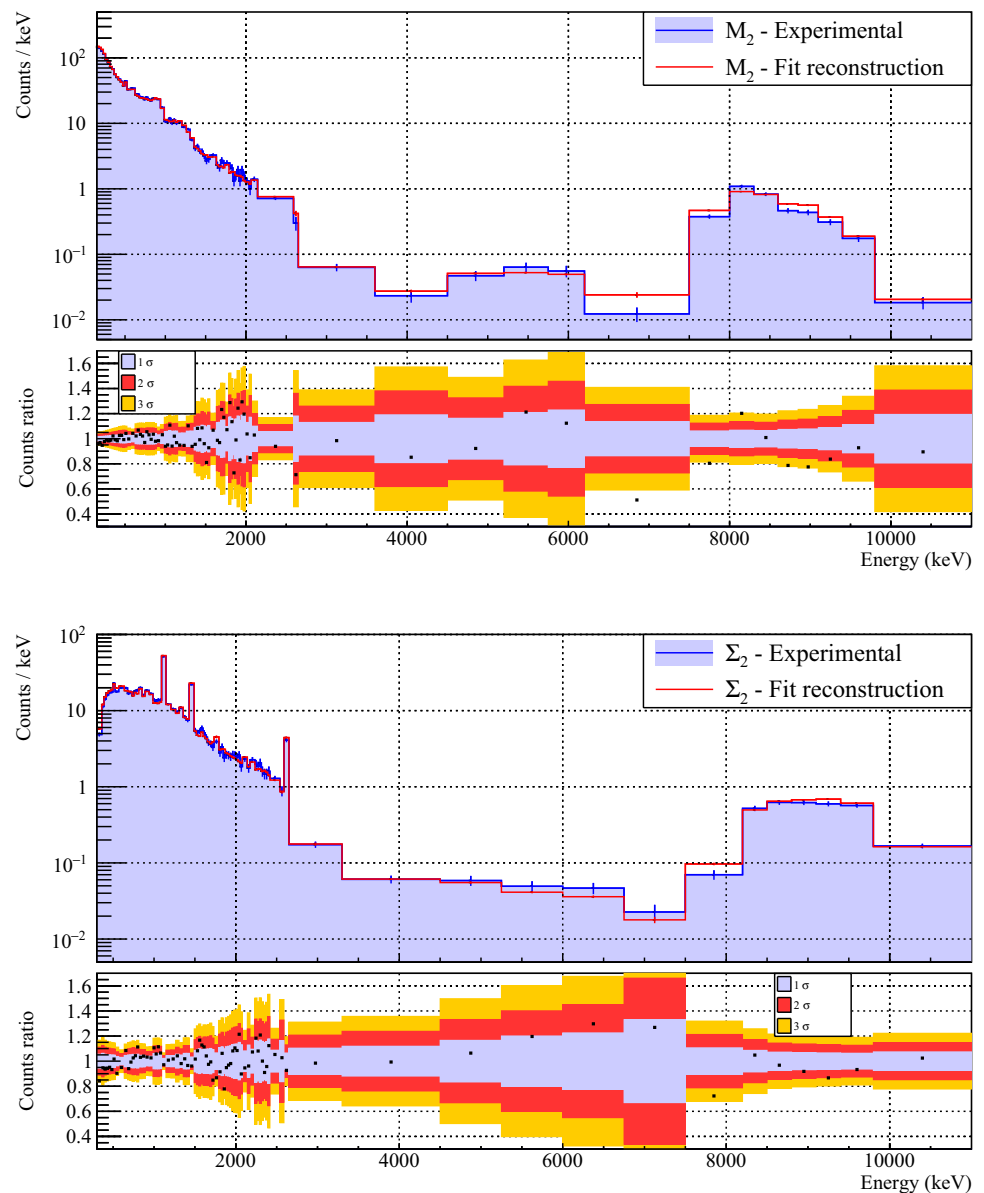 Counts / keV
10²
10
1
10⁻¹
10⁻²
M₂ - Experimental
M₂ - Fit reconstruction
Counts ratio
1.6
1.4
1.2
1
0.8
0.6
0.4
1 σ
2 σ
3 σ
2000 4000 6000 8000 10000
Energy (keV)
Counts / keV
10²
10
1
10⁻¹
10⁻²
Σ₂ - Experimental
Σ₂ - Fit reconstruction
Counts ratio
1.6
1.4
1.2
1
0.8
0.6
0.4
1 σ
2 σ
3 σ
2000 4000 6000 8000 10000
Energy (keV)